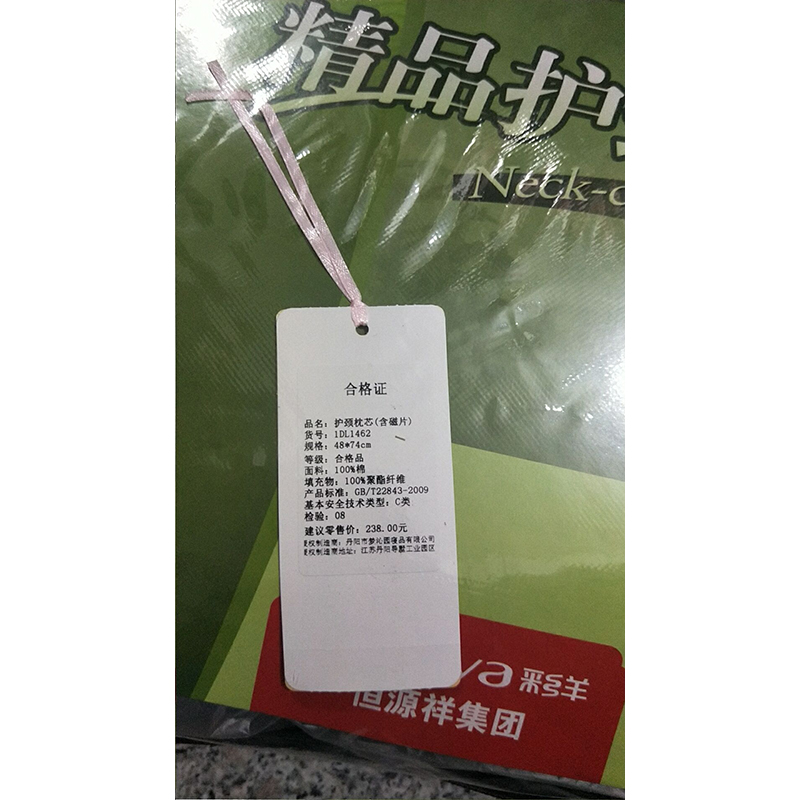 精品护
Neck-c
合格证
品名：护颈枕芯(含磁片)
货号：1DL1462
规格：48*74cm
等级：合格品
面料：100%棉
填充物：100%聚酯纤维
产品标准：GB/T22843-2009
基本安全技术类型：C类
检验：08
建议零售价：238.00元
权制造商：丹阳市梦沁园寝品有限公司
权制造商地址：江苏丹阳导墅工业园区
ya 彩羊
恒源祥集团